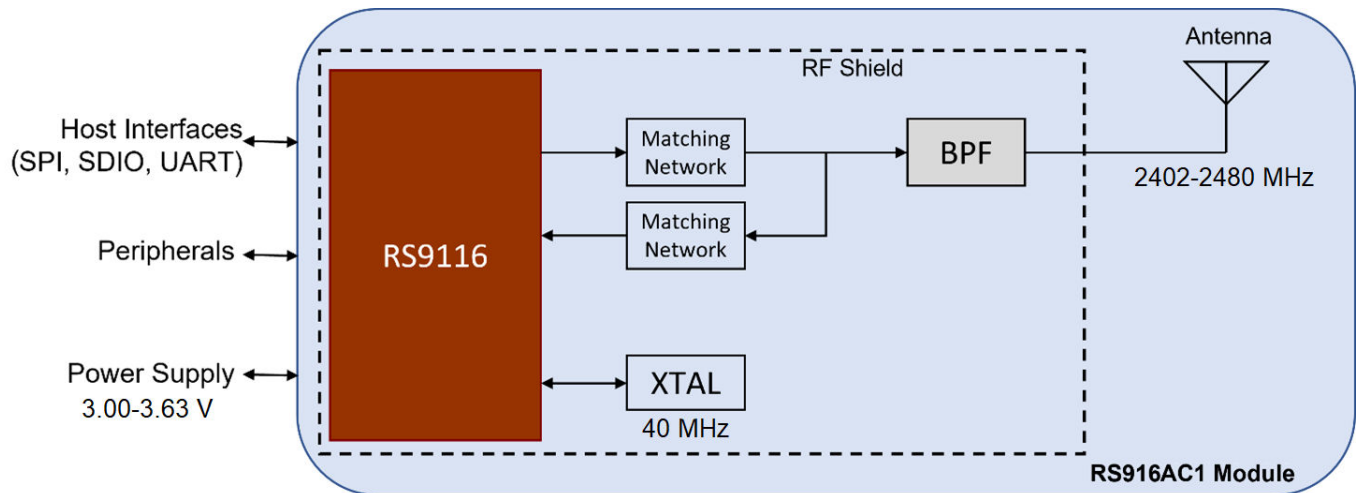 Antenna
RF Shield
Host Interfaces
(SPI, SDIO, UART)
Matching
Network
BPF
2402-2480 MHz
Matching
Network
Peripherals
RS9116
Power Supply
3.00-3.63 V
XTAL
40 MHz
RS916AC1 Module